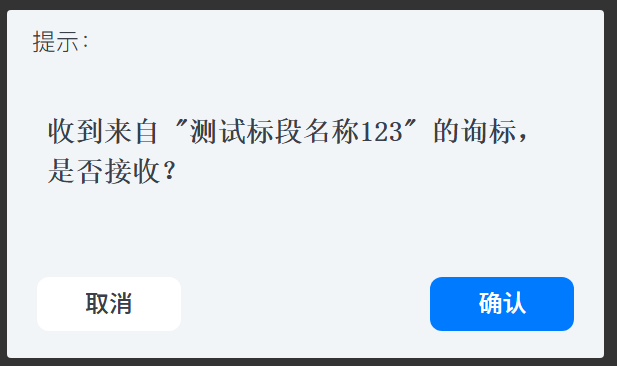 提示：
收到来自 "测试标段名称123" 的询标，
是否接收？
取消
确认